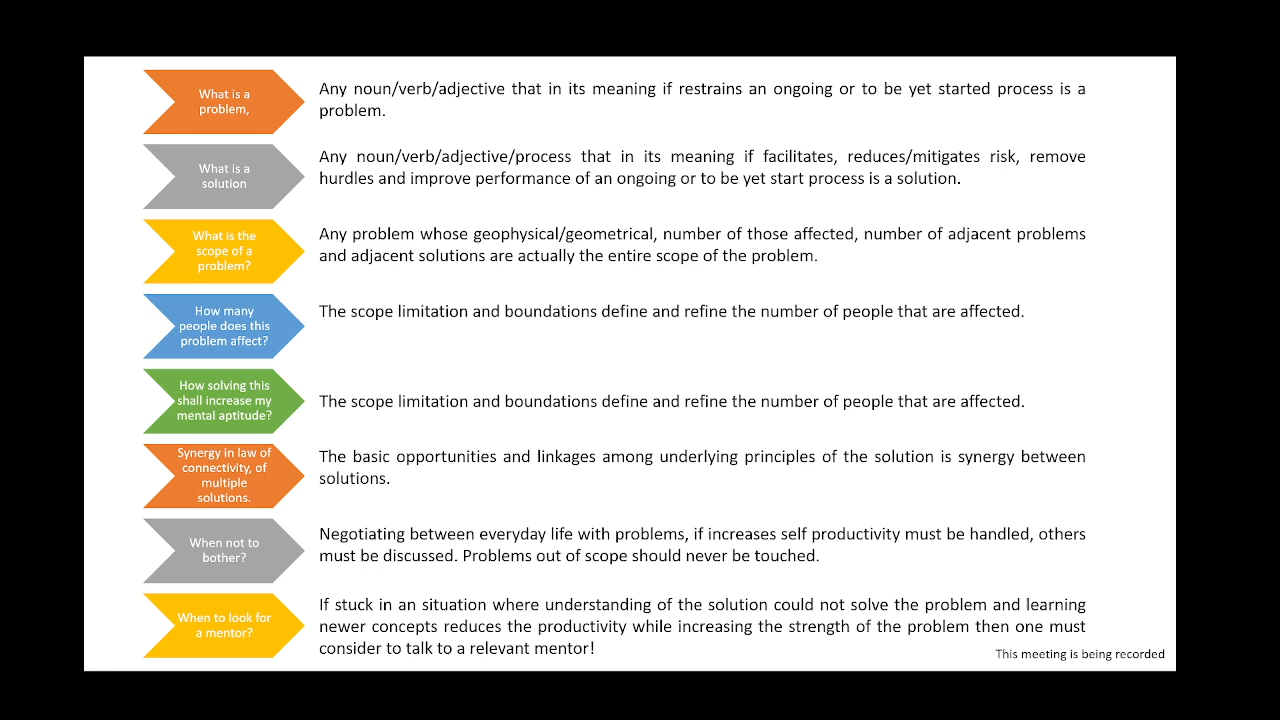 What is a
problem,
Any noun/verb/adjective that in its meaning if restrains an ongoing or to be yet started process is a
problem.
What is a
solution
Any noun/verb/adjective/process that in its meaning if facilitates, reduces/mitigates risk, remove
hurdles and improve performance of an ongoing or to be yet start process is a solution.
What is the
scope of a
problem?
Any problem whose geophysical/geometrical, number of those affected, number of adjacent problems
and adjacent solutions are actually the entire scope of the problem.
How many
people does this
problem affect?
The scope limitation and boundations define and refine the number of people that are affected.
How solving this
shall increase my
mental aptitude?
The scope limitation and boundations define and refine the number of people that are affected.
Synergy in law of
connectivity, of
multiple
solutions.
The basic opportunities and linkages among underlying principles of the solution is synergy between
solutions.
When not to
bother?
Negotiating between everyday life with problems, if increases self productivity must be handled, others
must be discussed. Problems out of scope should never be touched.
When to look for
a mentor?
If stuck in an situation where understanding of the solution could not solve the problem and learning
newer concepts reduces the productivity while increasing the strength of the problem then one must
consider to talk to a relevant mentor!
This meeting is being recorded